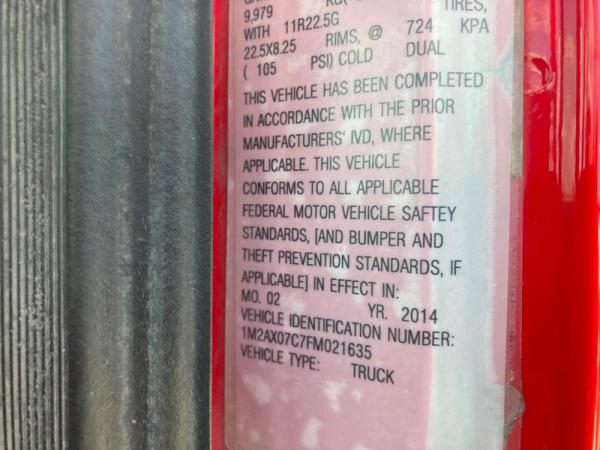 9,979
TIRES,
WITH 11R22.5G
22.5X8.25 RIMS, @ 724 KPA
( 105 PSI) COLD DUAL
THIS VEHICLE HAS BEEN COMPLETED
IN ACCORDANCE WITH THE PRIOR
MANUFACTURERS' IVD, WHERE
APPLICABLE. THIS VEHICLE
CONFORMS TO ALL APPLICABLE
FEDERAL MOTOR VEHICLE SAFTEY
STANDARDS, [AND BUMPER AND
THEFT PREVENTION STANDARDS, IF
APPLICABLE] IN EFFECT IN:
MO. 02 YR. 2014
VEHICLE IDENTIFICATION NUMBER:
1M2AX07C7FM021635
VEHICLE TYPE: TRUCK